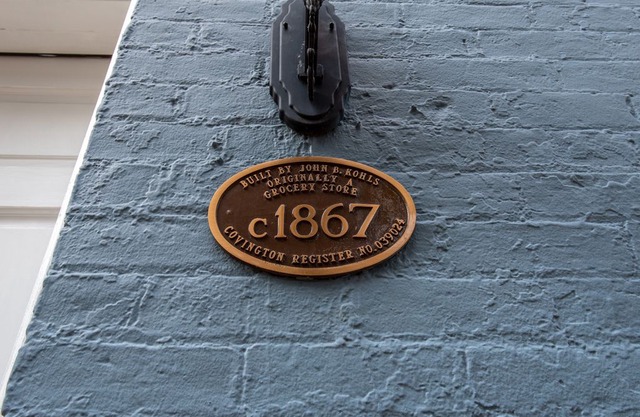 BUILT BY JOHN B. KOHLS
ORIGINALLY A
GROCERY STORE
c1867
COVINGTON REGISTER NO. 039024